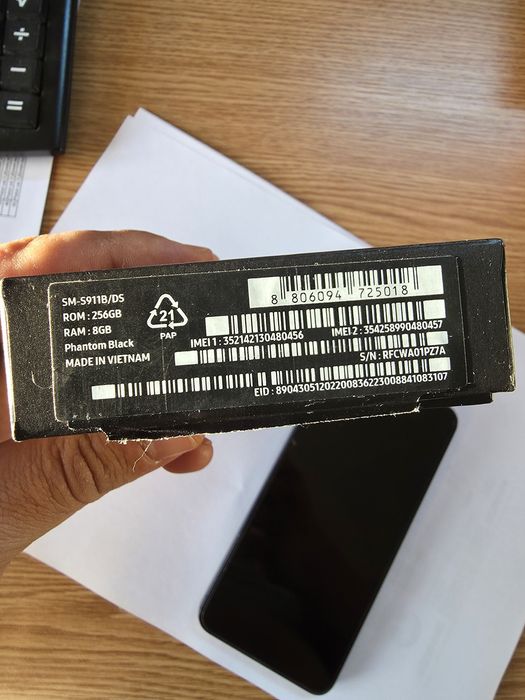 ÷
−
=
SM-S911B/DS
ROM : 256GB
RAM : 8GB
Phantom Black
MADE IN VIETNAM
21
PAP
8 806094 725018
IMEI1 : 352142130480456
IMEI2 : 354258990480457
S/N : RFCWA01PZ7A
EID : 89043051202200836223008841083107